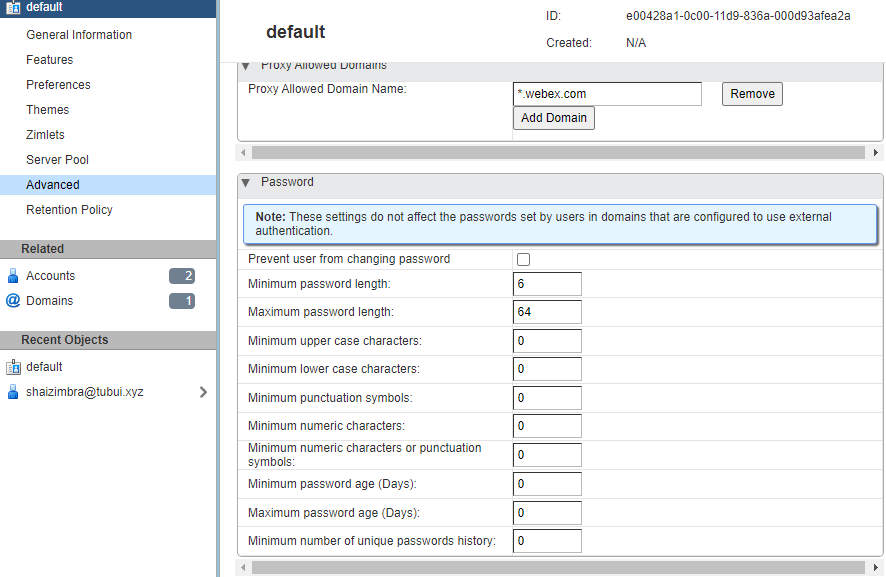 default
General Information
Features
Preferences
Themes
Zimlets
Server Pool
Advanced
Retention Policy
Related
Accounts 2
Domains 1
Recent Objects
default
shaizimbra@tubui.xyz
default
ID: e00428a1-0c00-11d9-836a-000d93afea2a
Created: N/A
Proxy Allowed Domains
Proxy Allowed Domain Name: *.webex.com Remove
Add Domain
Password
Note: These settings do not affect the passwords set by users in domains that are configured to use external
authentication.
Prevent user from changing password
Minimum password length: 6
Maximum password length: 64
Minimum upper case characters: 0
Minimum lower case characters: 0
Minimum punctuation symbols: 0
Minimum numeric characters: 0
Minimum numeric characters or punctuation
symbols: 0
Minimum password age (Days): 0
Maximum password age (Days): 0
Minimum number of unique passwords history: 0